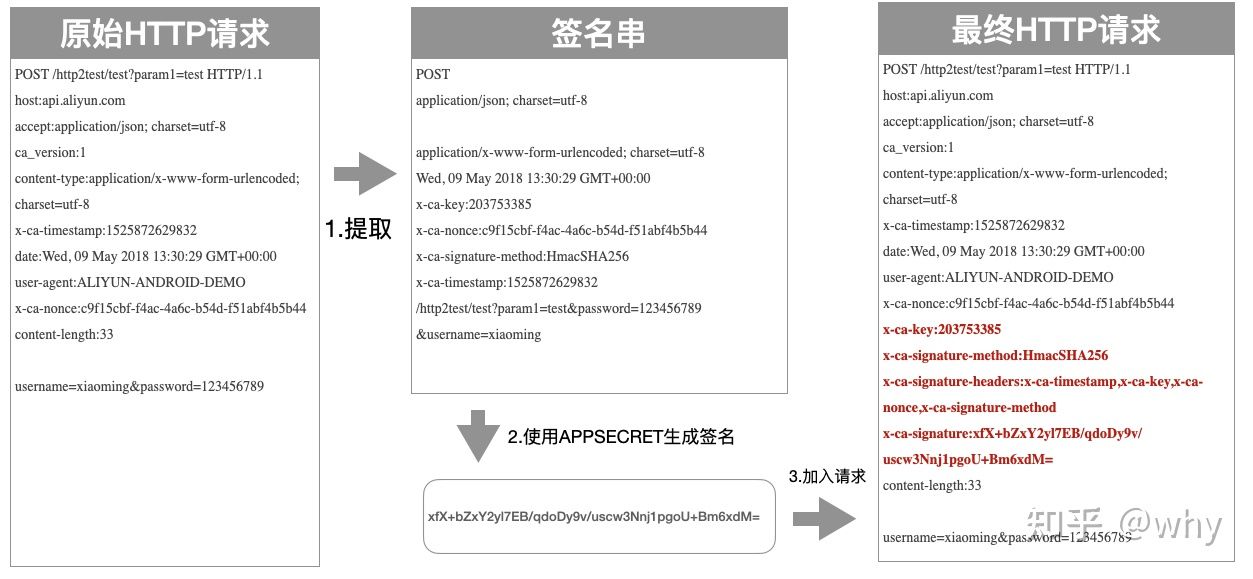 原始HTTP请求
POST /http2test/test?param1=test HTTP/1.1
host:api.aliyun.com
accept:application/json; charset=utf-8
ca_version:1
content-type:application/x-www-form-urlencoded;
charset=utf-8
x-ca-timestamp:1525872629832
date:Wed, 09 May 2018 13:30:29 GMT+00:00
user-agent:ALIYUN-ANDROID-DEMO
x-ca-nonce:c9f15cbf-f4ac-4a6c-b54d-f51abf4b5b44
content-length:33
username=xiaoming&password=123456789
1.提取
签名串
POST
application/json; charset=utf-8
application/x-www-form-urlencoded; charset=utf-8
Wed, 09 May 2018 13:30:29 GMT+00:00
x-ca-key:203753385
x-ca-nonce:c9f15cbf-f4ac-4a6c-b54d-f51abf4b5b44
x-ca-signature-method:HmacSHA256
x-ca-timestamp:1525872629832
/http2test/test?param1=test&password=123456789
&username=xiaoming
2.使用APPSECRET生成签名
xfX+bZxY2yl7EB/qdoDy9v/uscw3Nnj1pgoU+Bm6xdM=
3.加入请求
最终HTTP请求
POST /http2test/test?param1=test HTTP/1.1
host:api.aliyun.com
accept:application/json; charset=utf-8
ca_version:1
content-type:application/x-www-form-urlencoded;
charset=utf-8
x-ca-timestamp:1525872629832
date:Wed, 09 May 2018 13:30:29 GMT+00:00
user-agent:ALIYUN-ANDROID-DEMO
x-ca-nonce:c9f15cbf-f4ac-4a6c-b54d-f51abf4b5b44
x-ca-key:203753385
x-ca-signature-method:HmacSHA256
x-ca-signature-headers:x-ca-timestamp,x-ca-key,x-ca-
nonce,x-ca-signature-method
x-ca-signature:xfX+bZxY2yl7EB/qdoDy9v/
uscw3Nnj1pgoU+Bm6xdM=
content-length:33
username=xiaoming&password=123456789
知乎 @why